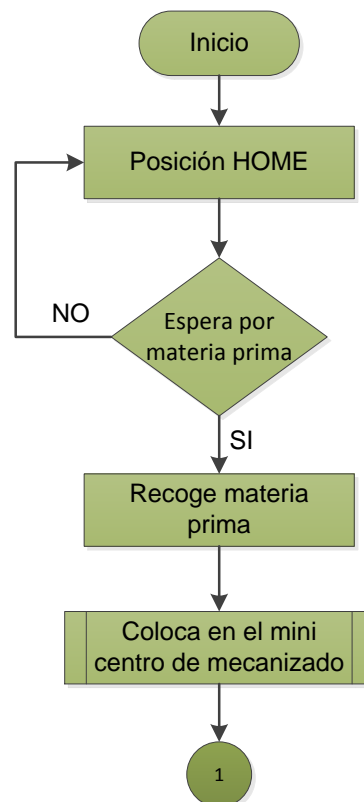 Inicio
Posición HOME
Espera por
materia prima
NO
SI
Recoge materia
prima
Coloca en el mini
centro de mecanizado
1